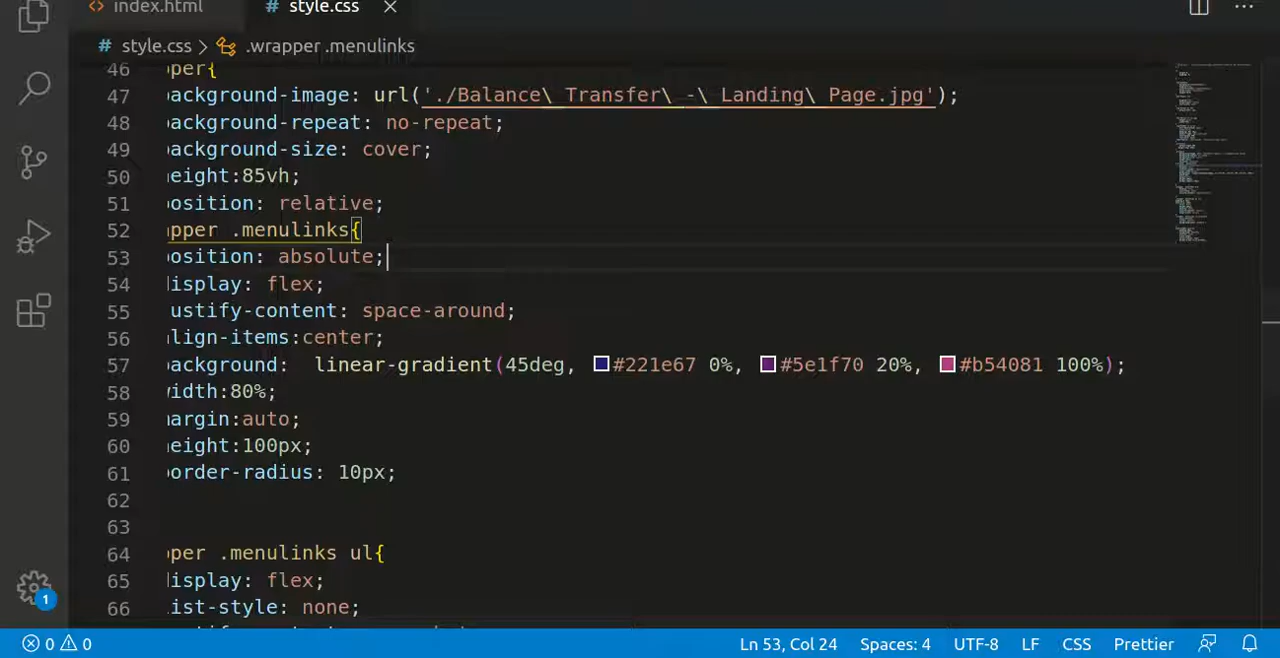 <> index.html # style.css ×
# style.css > .wrapper .menulinks
46 per{
47 ackground-image: url('./Balance\ Transfer\ -\ Landing\ Page.jpg');
48 ackground-repeat: no-repeat;
49 ackground-size: cover;
50 eight:85vh;
51 osition: relative;
52 pper .menulinks{
53 osition: absolute;
54 isplay: flex;
55 ustify-content: space-around;
56 lign-items:center;
57 ackground: linear-gradient(45deg, #221e67 0%, #5e1f70 20%, #b54081 100%);
58 idth:80%;
59 argin:auto;
60 eight:100px;
61 order-radius: 10px;
62
63
64 per .menulinks ul{
65 isplay: flex;
66 ist-style: none;
1
0 0 Ln 53, Col 24 Spaces: 4 UTF-8 LF CSS Prettier